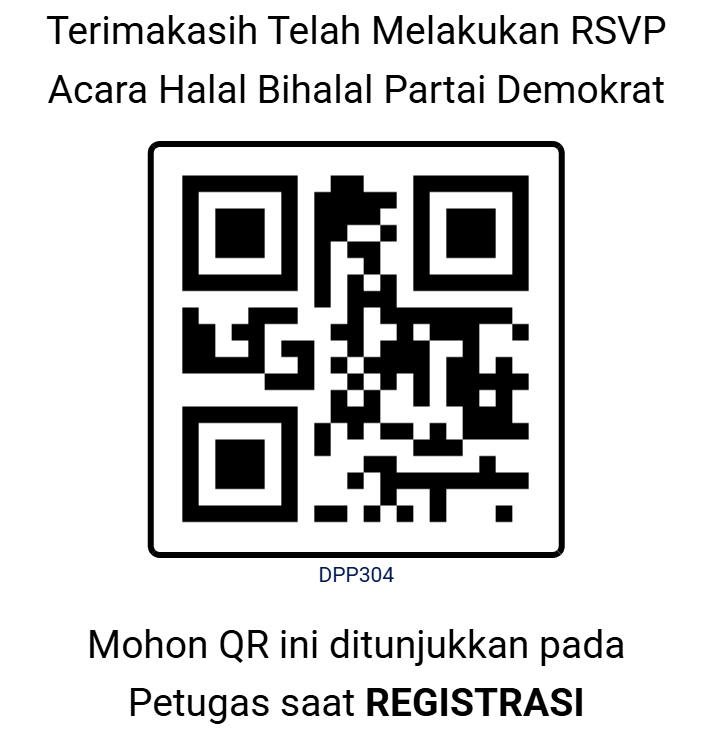 Terimakasih Telah Melakukan RSVP
Acara Halal Bihalal Partai Demokrat
DPP304
Mohon QR ini ditunjukkan pada
Petugas saat REGISTRASI